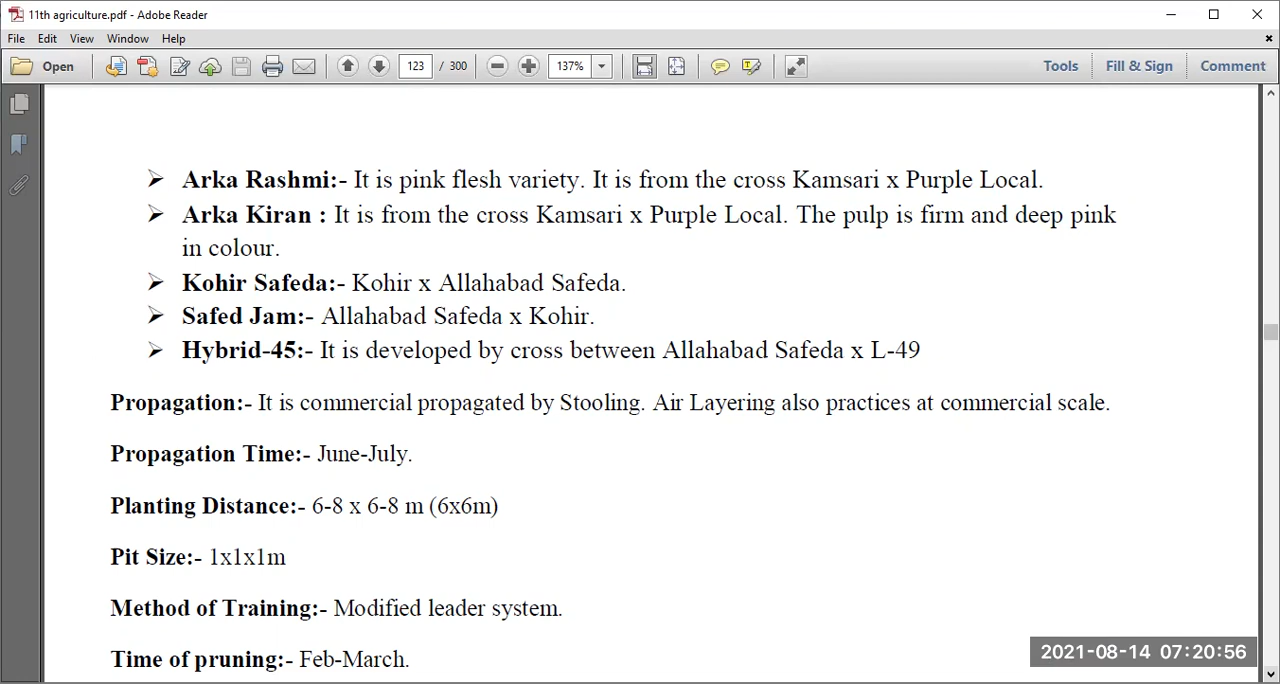 11th agriculture.pdf - Adobe Reader
File Edit View Window Help
Open 123 / 300 137% Tools Fill & Sign Comment
➢ Arka Rashmi:- It is pink flesh variety. It is from the cross Kamsari x Purple Local.
➢ Arka Kiran : It is from the cross Kamsari x Purple Local. The pulp is firm and deep pink
in colour.
➢ Kohir Safeda:- Kohir x Allahabad Safeda.
➢ Safed Jam:- Allahabad Safeda x Kohir.
➢ Hybrid-45:- It is developed by cross between Allahabad Safeda x L-49
Propagation:- It is commercial propagated by Stooling. Air Layering also practices at commercial scale.
Propagation Time:- June-July.
Planting Distance:- 6-8 x 6-8 m (6x6m)
Pit Size:- 1x1x1m
Method of Training:- Modified leader system.
Time of pruning:- Feb-March.
2021-08-14 07:20:56